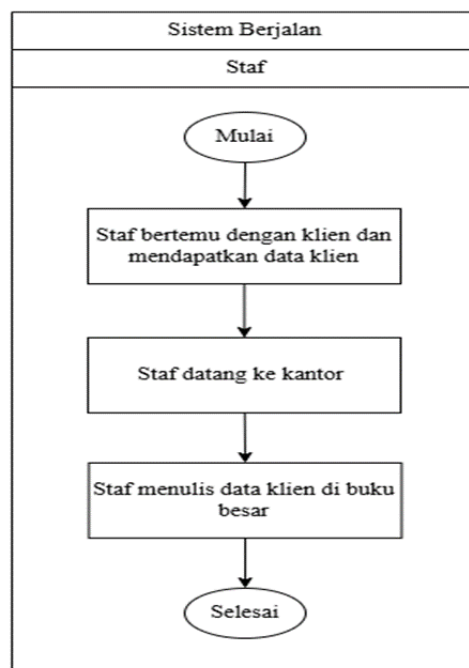 Sistem Berjalan
Staf
Mulai
Staf bertemu dengan klien dan
mendapatkan data klien
Staf datang ke kantor
Staf menulis data klien di buku
besar
Selesai